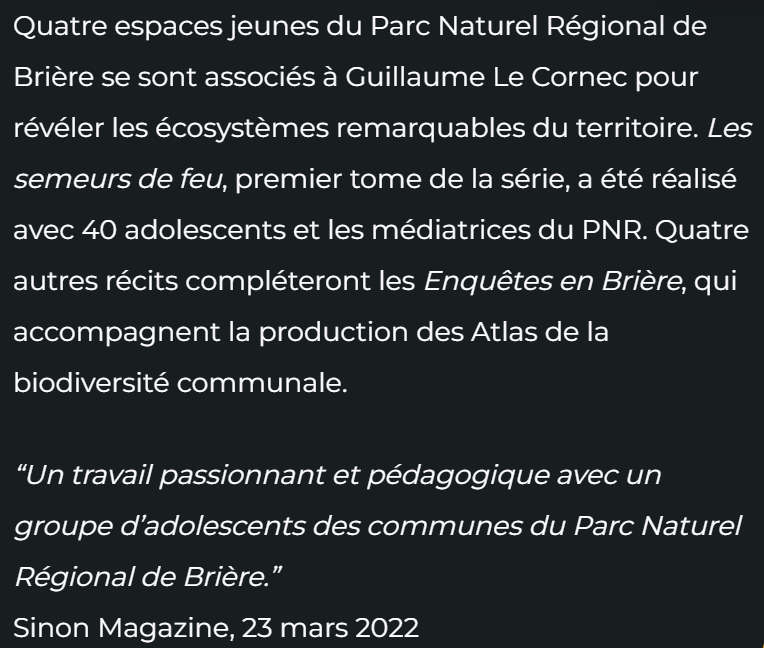 Quatre espaces jeunes du Parc Naturel Régional de
Brière se sont associés à Guillaume Le Cornec pour
révéler les écosystèmes remarquables du territoire. Les
semeurs de feu, premier tome de la série, a été réalisé
avec 40 adolescents et les médiatrices du PNR. Quatre
autres récits compléteront les Enquêtes en Brière, qui
accompagnent la production des Atlas de la
biodiversité communale.
“Un travail passionnant et pédagogique avec un
groupe d’adolescents des communes du Parc Naturel
Régional de Brière.”
Sinon Magazine, 23 mars 2022